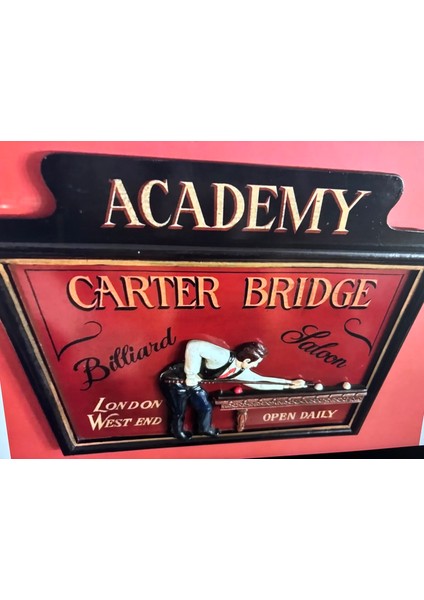 ACADEMY
CARTER BRIDGE
Billiard Saloon
LONDON
WEST END
OPEN DAILY